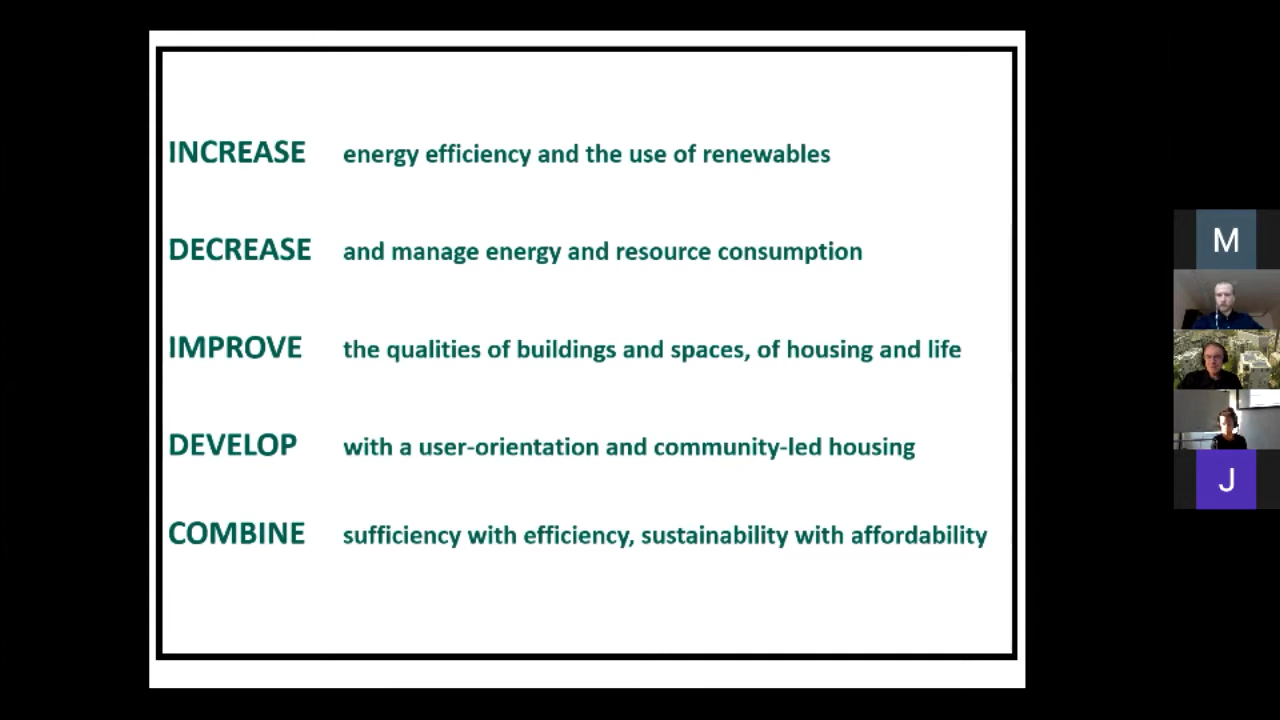 INCREASE energy efficiency and the use of renewables
DECREASE and manage energy and resource consumption
IMPROVE the qualities of buildings and spaces, of housing and life
DEVELOP with a user-orientation and community-led housing
COMBINE sufficiency with efficiency, sustainability with affordability
M
J